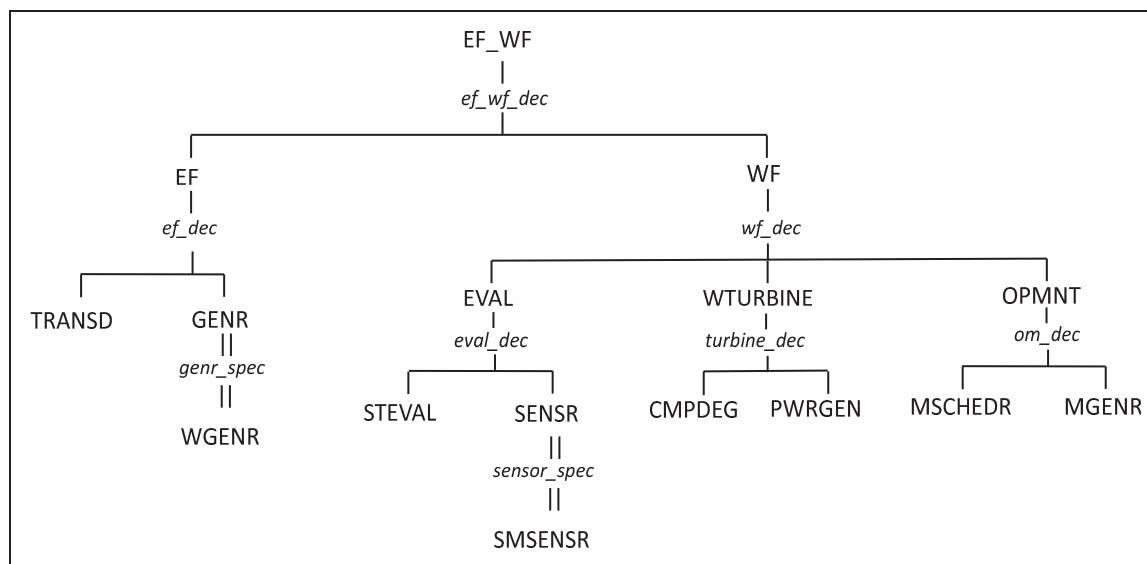 EF_WF
ef_wf_dec
EF
WF
ef_dec
wf_dec
TRANSD
GENR
EVAL
WTURBINE
OPMNT
genr_spec
eval_dec
turbine_dec
om_dec
WGENR
STEVAL
SENSR
CMPDEG
PWRGEN
MSCHEDR
MGENR
sensor_spec
SMSENSR